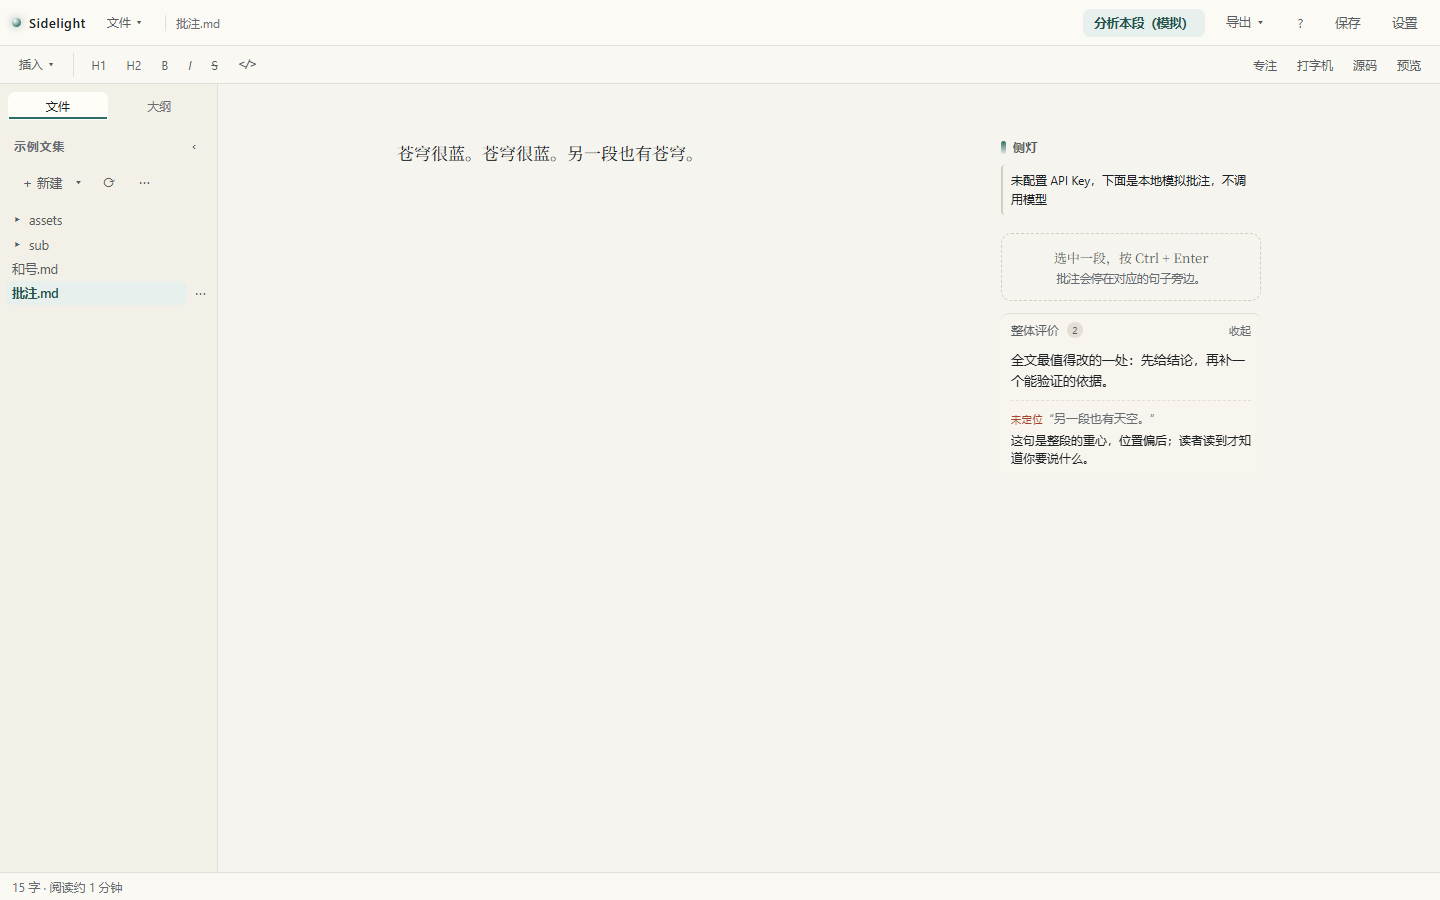 Sidelight 文件 批注.md 分析本段（模拟） 导出 ? 保存 设置
插入 H1 H2 B I S </> 专注 打字机 源码 预览
文件 大纲
示例文集
+ 新建 ...
assets
sub
和号.md
批注.md ...
苍穹很蓝。苍穹很蓝。另一段也有苍穹。
侧灯
未配置 API Key，下面是本地模拟批注，不调
用模型
选中一段，按 Ctrl + Enter
批注会停在对应的句子旁边。
整体评价 2 收起
全文最值得改的一处：先给结论，再补一
个能验证的依据。
未定位 “另一段也有天空。”
这句是整段的重心，位置偏后；读者读到才知
道你要说什么。
15 字 · 阅读约 1 分钟